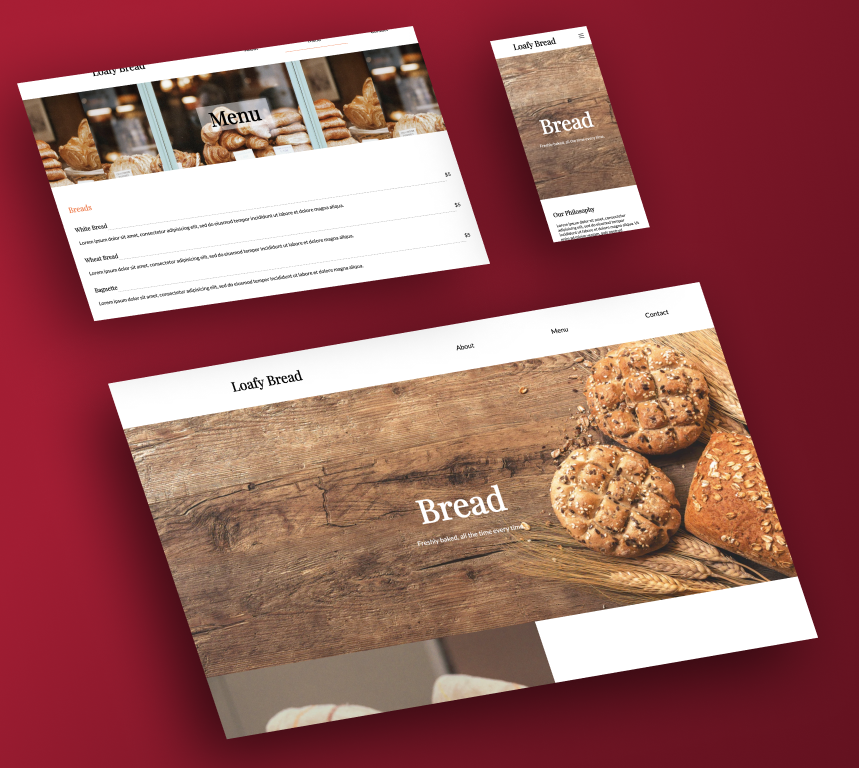 Loafy Bread
Menu
Breads
White Bread
$5
Lorem ipsum dolor sit amet, consectetur adipisicing elit, sed do eiusmod tempor incididunt ut labore et dolore magna aliqua.
Wheat Bread
$5
Lorem ipsum dolor sit amet, consectetur adipisicing elit, sed do eiusmod tempor incididunt ut labore et dolore magna aliqua.
Baguette
$5
Lorem ipsum dolor sit amet, consectetur adipisicing elit, sed do eiusmod tempor incididunt ut labore et dolore magna aliqua.
Loafy Bread
Bread
Freshly baked, all the time every time.
Our Philosophy
Lorem ipsum dolor sit amet, consectetur
adipisicing elit, sed do eiusmod tempor
incididunt ut labore et dolore magna
Loafy Bread
About
Menu
Contact
Bread
Freshly baked, all the time every time.